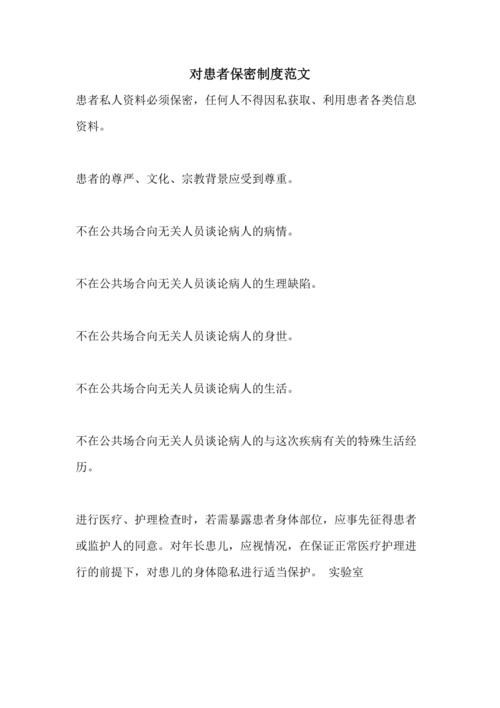 对患者保密制度范文
患者私人资料必须保密，任何人不得因私获取、利用患者各类信息
资料。
患者的尊严、文化、宗教背景应受到尊重。
不在公共场合向无关人员谈论病人的病情。
不在公共场合向无关人员谈论病人的生理缺陷。
不在公共场合向无关人员谈论病人的身世。
不在公共场合向无关人员谈论病人的生活。
不在公共场合向无关人员谈论病人的与这次疾病有关的特殊生活经
历。
进行医疗、护理检查时，若需暴露患者身体部位，应事先征得患者
或监护人的同意。对年长患儿，应视情况，在保证正常医疗护理进
行的前提下，对患儿的身体隐私进行适当保护。 实验室